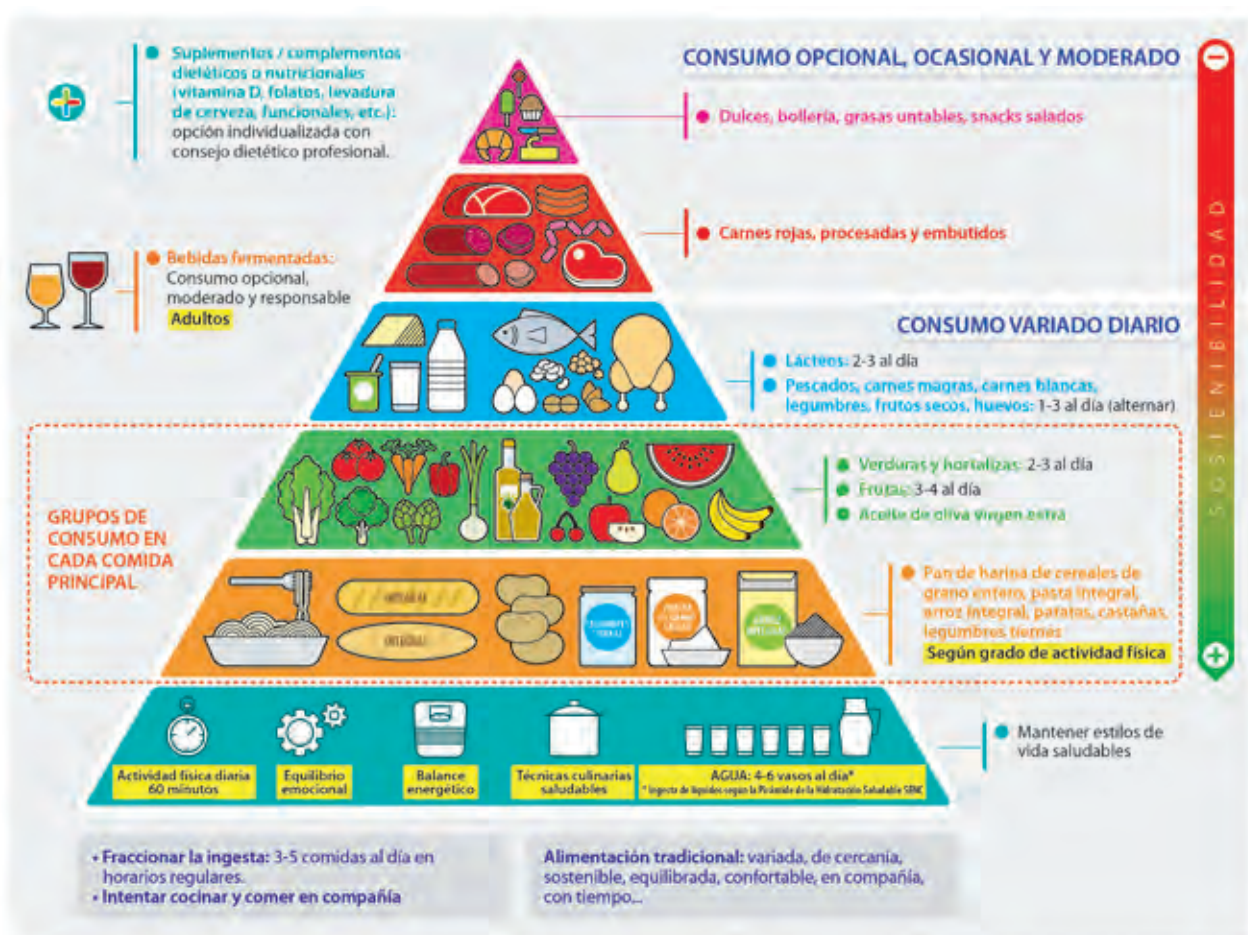 Suplementos / complementos
dietéticos o nutricionales
(vitamina D, folatos, levadura
de cerveza, funcionales, etc.):
opción individualizada con
consejo dietético profesional.
CONSUMO OPCIONAL, OCASIONAL Y MODERADO
Dulces, bollería, grasas untables, snacks salados
Carnes rojas, procesadas y embutidos
Bebidas fermentadas:
Consumo opcional,
moderado y responsable
Adultos
CONSUMO VARIADO DIARIO
Lácteos: 2-3 al día
Pescados, carnes magras, carnes blancas,
legumbres, frutos secos, huevos: 1-3 al día (alternar)
SOSTENIBILIDAD
GRUPOS DE
CONSUMO EN
CADA COMIDA
PRINCIPAL
Verduras y hortalizas: 2-3 al día
Frutas: 3-4 al día
Aceite de oliva virgen extra
Pan de harina de cereales de
grano entero, pasta integral,
arroz integral, patatas, castañas,
legumbres tiernas
Según grado de actividad física
INTEGRAL
Mantener estilos de
vida saludables
Actividad física diaria
60 minutos
Equilibrio
emocional
Balance
energético
Técnicas culinarias
saludables
AGUA: 4-6 vasos al día*
* Ingesta de líquidos según la Pirámide de la Hidratación Saludable SENC
• Fraccionar la ingesta: 3-5 comidas al día en
horarios regulares.
• Intentar cocinar y comer en compañía
Alimentación tradicional: variada, de cercanía,
sostenible, equilibrada, confortable, en compañía,
con tiempo...